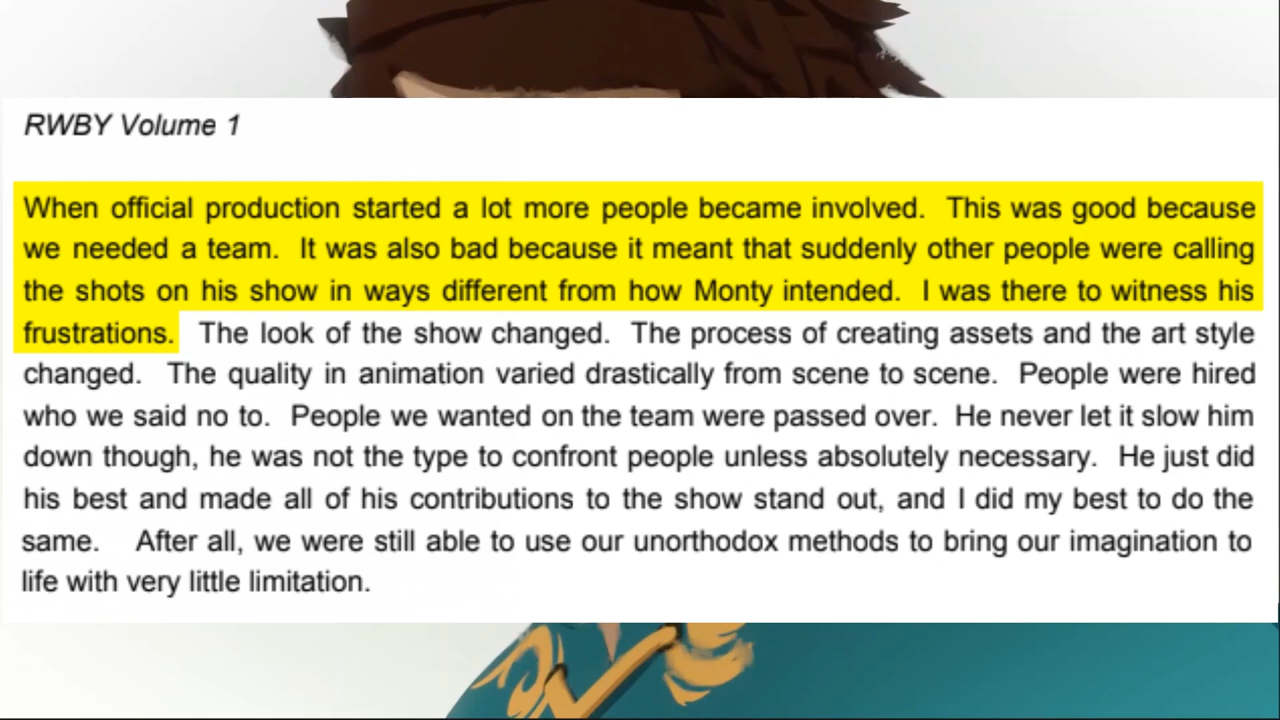 RWBY Volume 1
When official production started a lot more people became involved.  This was good because
we needed a team.  It was also bad because it meant that suddenly other people were calling
the shots on his show in ways different from how Monty intended.  I was there to witness his
frustrations.  The look of the show changed.  The process of creating assets and the art style
changed.  The quality in animation varied drastically from scene to scene.  People were hired
who we said no to.  People we wanted on the team were passed over.  He never let it slow him
down though, he was not the type to confront people unless absolutely necessary.  He just did
his best and made all of his contributions to the show stand out, and I did my best to do the
same.  After all, we were still able to use our unorthodox methods to bring our imagination to
life with very little limitation.